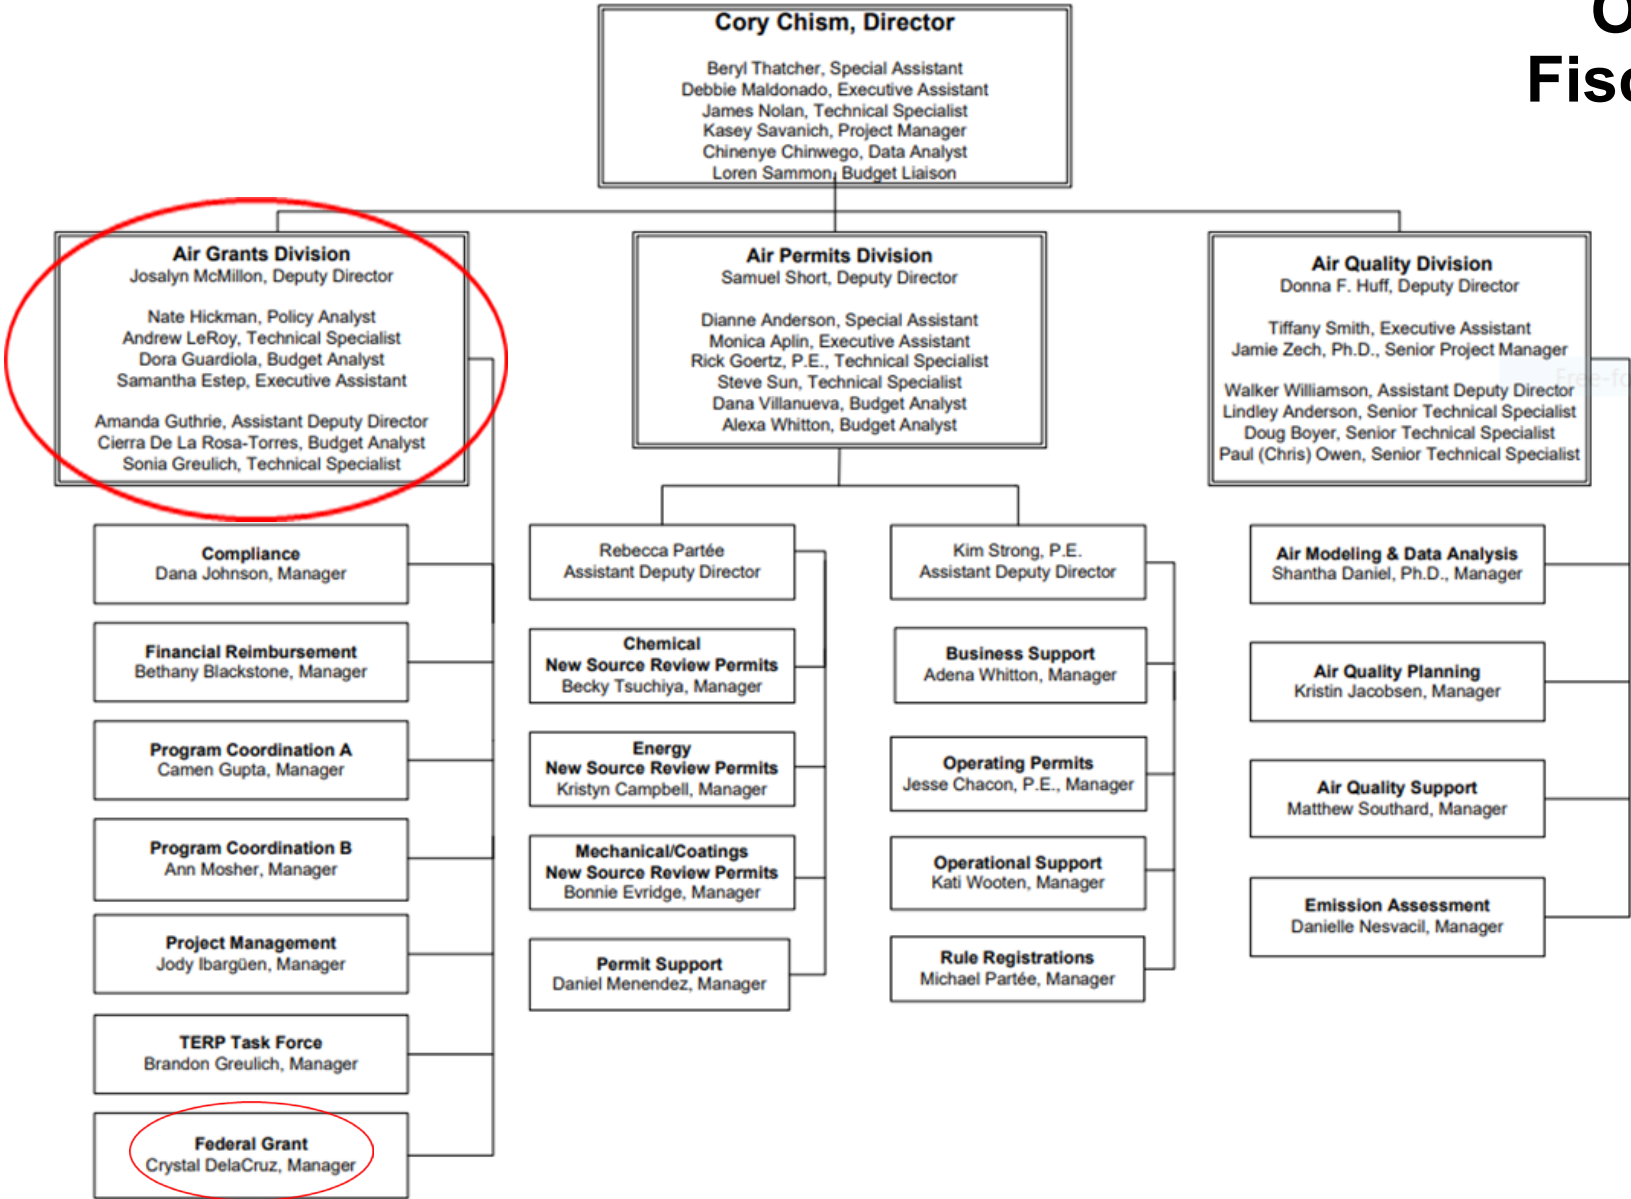 Cory Chism, Director
Beryl Thatcher, Special Assistant
Debbie Maldonado, Executive Assistant
James Nolan, Technical Specialist
Kasey Savanich, Project Manager
Chinenye Chinwego, Data Analyst
Loren Sammon, Budget Liaison
Air Grants Division
Josalyn McMillon, Deputy Director
Nate Hickman, Policy Analyst
Andrew LeRoy, Technical Specialist
Dora Guardiola, Budget Analyst
Samantha Estep, Executive Assistant
Amanda Guthrie, Assistant Deputy Director
Cierra De La Rosa-Torres, Budget Analyst
Sonia Greulich, Technical Specialist
Compliance
Dana Johnson, Manager
Financial Reimbursement
Bethany Blackstone, Manager
Program Coordination A
Camen Gupta, Manager
Program Coordination B
Ann Mosher, Manager
Project Management
Jody Ibargüen, Manager
TERP Task Force
Brandon Greulich, Manager
Federal Grant
Crystal DelaCruz, Manager
Air Permits Division
Samuel Short, Deputy Director
Dianne Anderson, Special Assistant
Monica Aplin, Executive Assistant
Rick Goertz, P.E., Technical Specialist
Steve Sun, Technical Specialist
Dana Villanueva, Budget Analyst
Alexa Whitton, Budget Analyst
Rebecca Partée
Assistant Deputy Director
Chemical
New Source Review Permits
Becky Tsuchiya, Manager
Energy
New Source Review Permits
Kristyn Campbell, Manager
Mechanical/Coatings
New Source Review Permits
Bonnie Evridge, Manager
Permit Support
Daniel Menendez, Manager
Kim Strong, P.E.
Assistant Deputy Director
Business Support
Adena Whitton, Manager
Operating Permits
Jesse Chacon, P.E., Manager
Operational Support
Kati Wooten, Manager
Rule Registrations
Michael Partée, Manager
Air Quality Division
Donna F. Huff, Deputy Director
Tiffany Smith, Executive Assistant
Jamie Zech, Ph.D., Senior Project Manager
Walker Williamson, Assistant Deputy Director
Lindley Anderson, Senior Technical Specialist
Doug Boyer, Senior Technical Specialist
Paul (Chris) Owen, Senior Technical Specialist
Air Modeling & Data Analysis
Shantha Daniel, Ph.D., Manager
Air Quality Planning
Kristin Jacobsen, Manager
Air Quality Support
Matthew Southard, Manager
Emission Assessment
Danielle Nesvacil, Manager